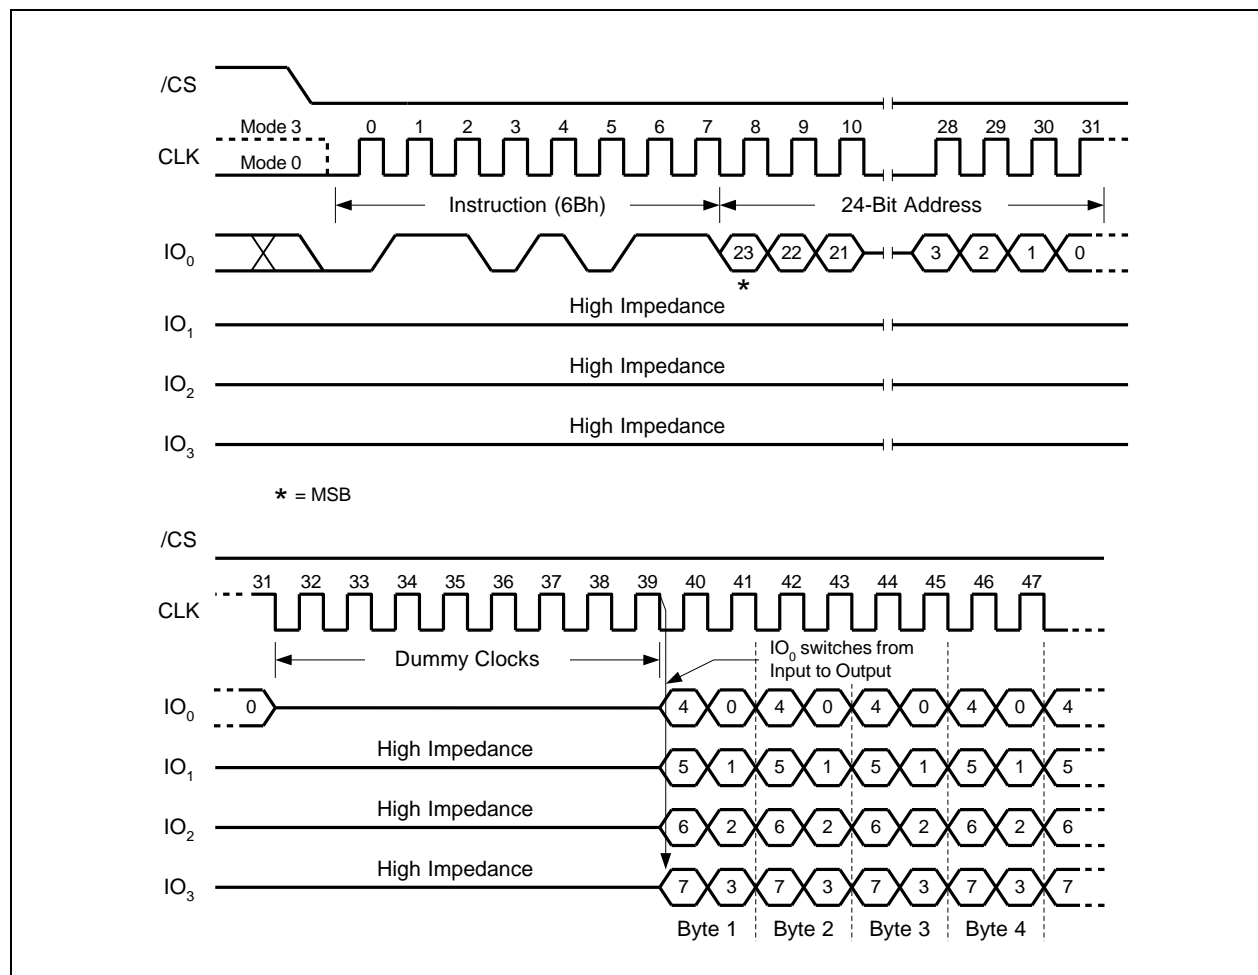 /CS
Mode 3 0 1 2 3 4 5 6 7 8 9 10 28 29 30 31
CLK
Mode 0
Instruction (6Bh) 24-Bit Address
IO0 23 22 21 3 2 1 0
*
High Impedance
IO1
High Impedance
IO2
High Impedance
IO3
* = MSB
/CS
31 32 33 34 35 36 37 38 39 40 41 42 43 44 45 46 47
CLK
Dummy Clocks
IO0 switches from
Input to Output
IO0 0 4 0 4 0 4 0 4 0 4
High Impedance
IO1 5 1 5 1 5 1 5 1 5
High Impedance
IO2 6 2 6 2 6 2 6 2 6
High Impedance
IO3 7 3 7 3 7 3 7 3 7
Byte 1 Byte 2 Byte 3 Byte 4